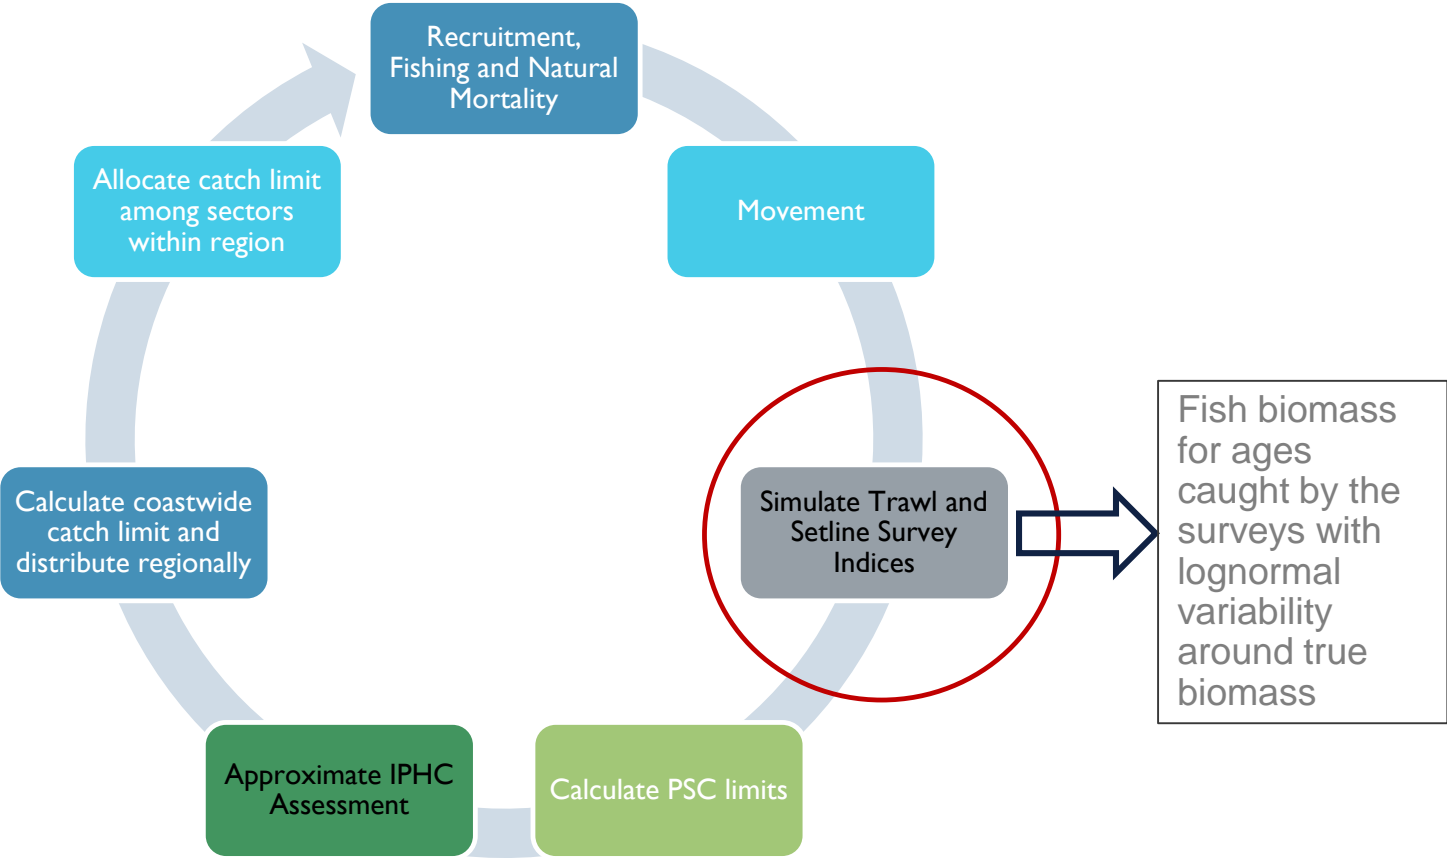 Recruitment,
Fishing and Natural
Mortality
Movement
Simulate Trawl and
Setline Survey
Indices
Fish biomass
for ages
caught by the
surveys with
lognormal
variability
around true
biomass
Calculate PSC limits
Approximate IPHC
Assessment
Calculate coastwide
catch limit and
distribute regionally
Allocate catch limit
among sectors
within region